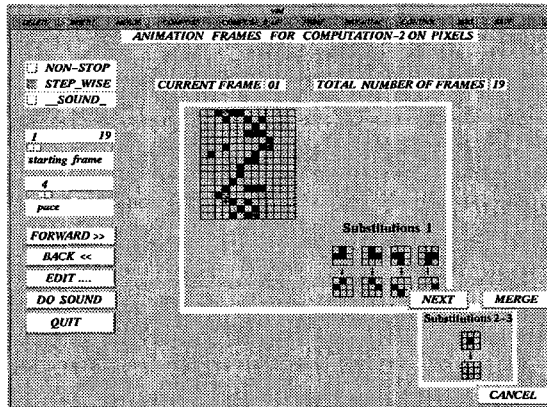 ANIMATION FRAMES FOR COMPUTATION-2 ON PIXELS
NON-STOP
STEP_WISE
__SOUND_
CURRENT FRAME 01 TOTAL NUMBER OF FRAMES 19
1 19
starting frame
4
pace
FORWARD >>
BACK <<
EDIT ....
DO SOUND
QUIT
Substitutions 1
NEXT MERGE
Substitutions 2-3
CANCEL